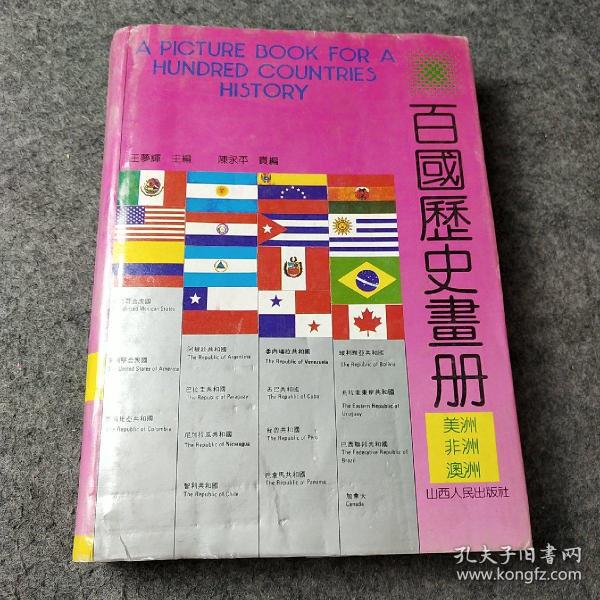 A PICTURE BOOK FOR A
HUNDRED COUNTRIES
HISTORY
百國歷史畫册
王夢輝 主編 陳永平 責編
美洲
非洲
澳洲
山西人民出版社
United Mexican States
阿根廷共和國
The Republic of Argentina
委内瑞拉共和國
The Republic of Venezuela
玻利維亞共和國
The Republic of Bolivia
United States of America
巴拉圭共和國
The Republic of Paraguay
古巴共和國
The Republic of Cuba
烏拉圭東岸共和國
The Eastern Republic of
Uruguay
The Republic of Colombia
尼加拉瓜共和國
The Republic of Nicaragua
秘魯共和國
The Republic of Peru
巴西聯邦共和國
The Federative Republic of
Brazil
智利共和國
The Republic of Chile
巴拿馬共和國
The Republic of Panama
加拿大
Canada
孔夫子旧書网
www.kongfz.com